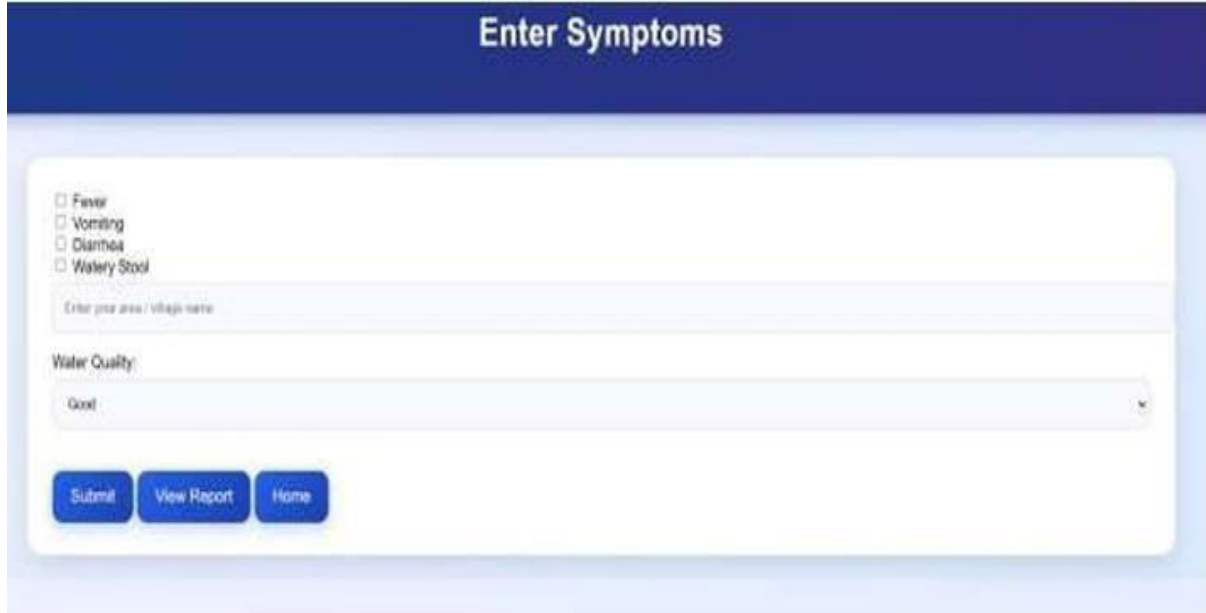 Enter Symptoms
Fever
Vomiting
Diarrhea
Watery Stool
Enter your area / village name
Water Quality:
Good
Submit View Report Home